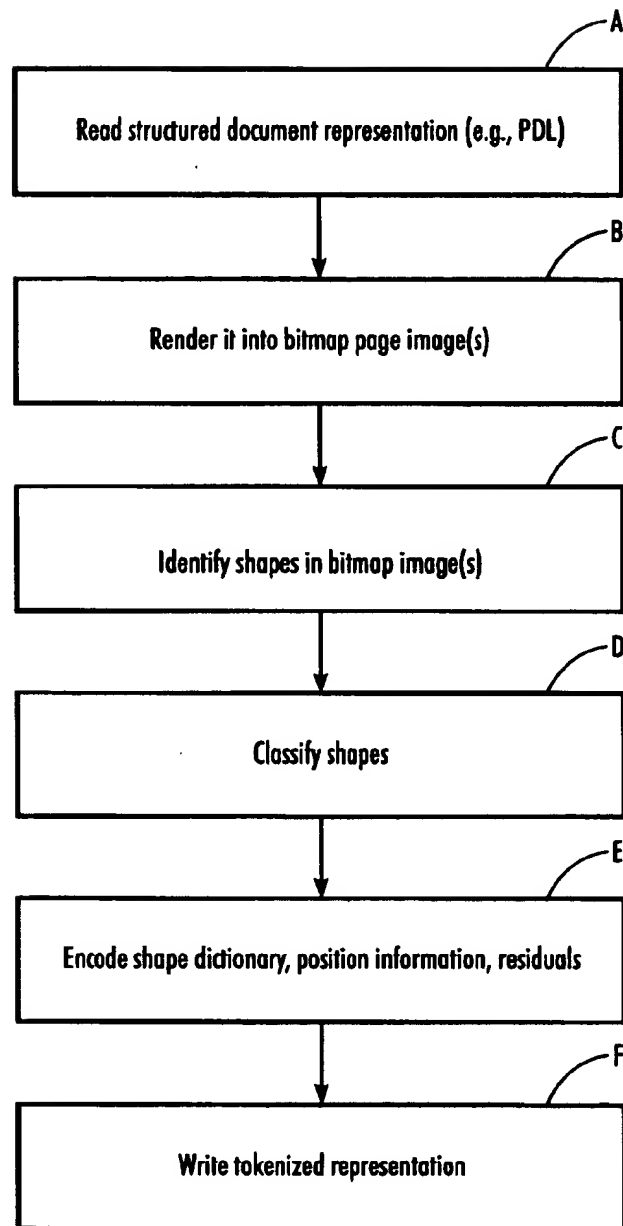 A
Read structured document representation (e.g., PDL)
B
Render it into bitmap page image(s)
C
Identify shapes in bitmap image(s)
D
Classify shapes
E
Encode shape dictionary, position information, residuals
F
Write tokenized representation